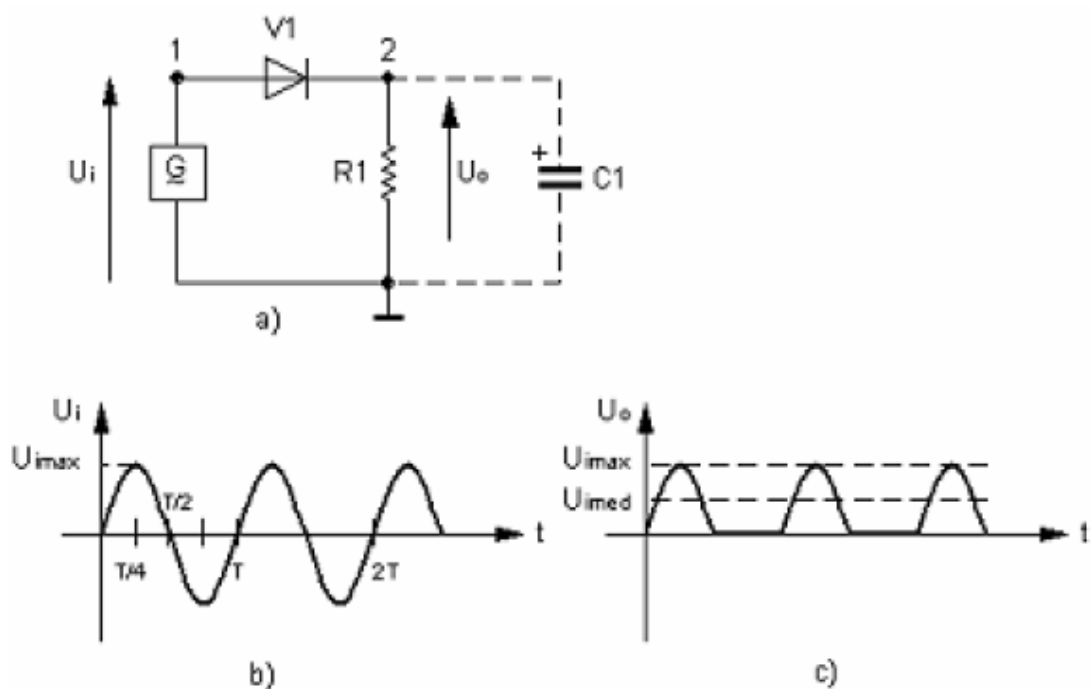 V1
1
2
Ui
G
R1
Uo
+
C1
a)
Ui
Uimax
T/2
T/4
T
2T
t
b)
Uo
Uimax
Uimed
t
c)